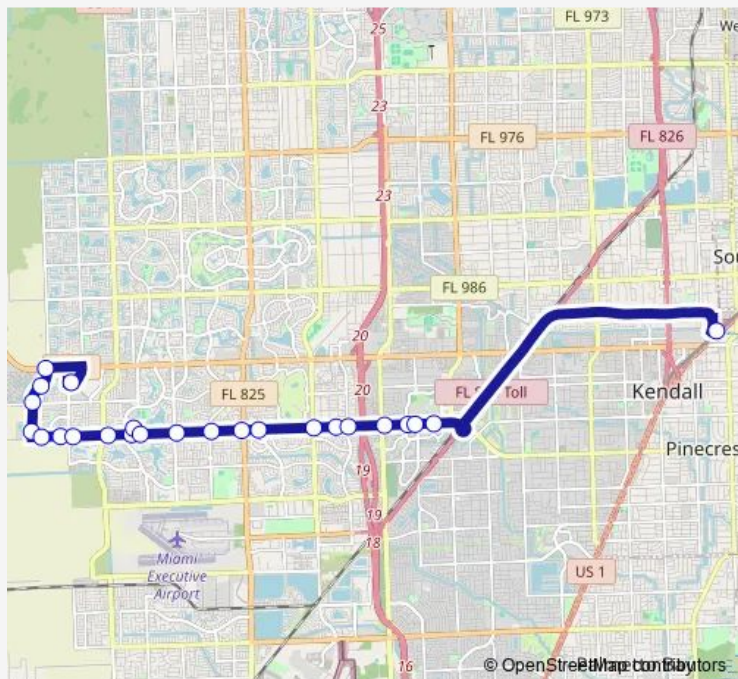 FL 973
We
25
23
FL 976
FL 826
23
Sou
FL 986
20
20
FL 825
Toll
Kendall
19
Pinecres
19
18
Miami
Executive
Airport
US 1
16
© OpenStreetMap contributors